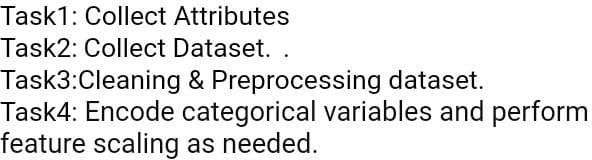 Task1: Collect Attributes
Task2: Collect Dataset.  .
Task3:Cleaning & Preprocessing dataset.
Task4: Encode categorical variables and perform
feature scaling as needed.